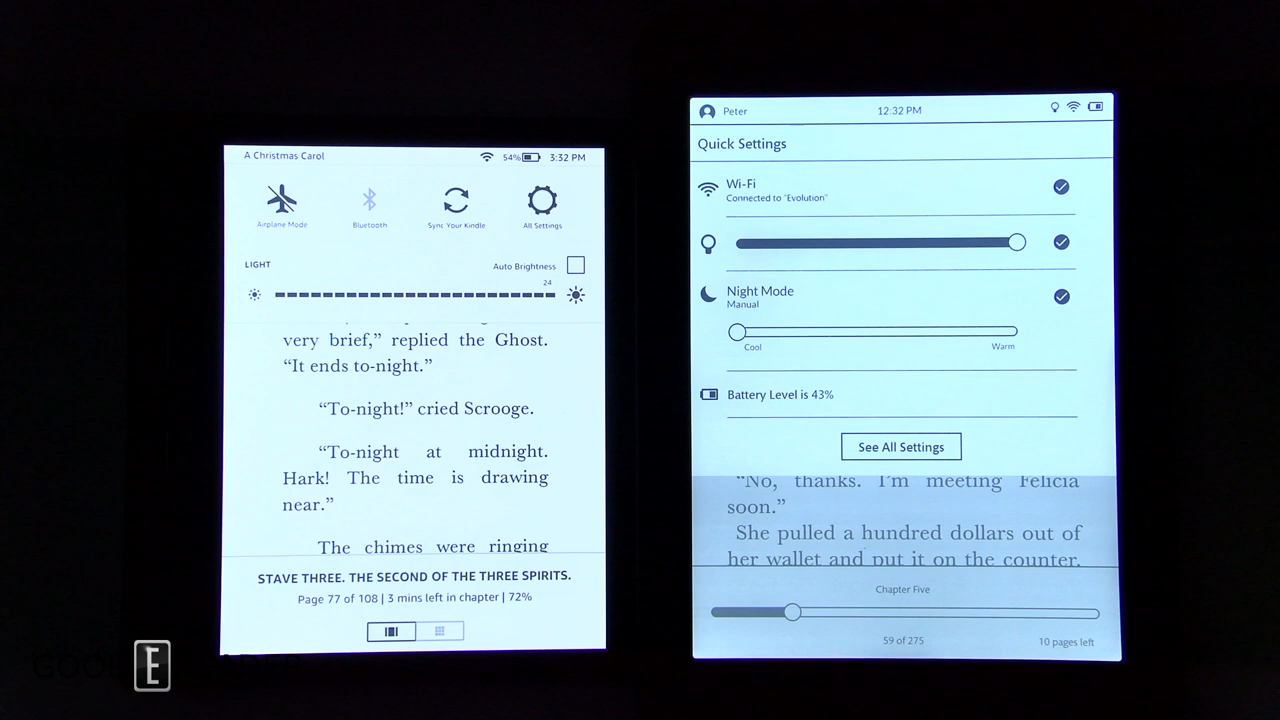 A Christmas Carol
54%
3:32 PM
Airplane Mode
Bluetooth
Sync Your Kindle
All Settings
LIGHT
Auto Brightness
24
very brief,” replied the Ghost.
“It ends to-night.”
“To-night!” cried Scrooge.
“To-night at midnight.
Hark! The time is drawing
near.”
The chimes were ringing
STAVE THREE. THE SECOND OF THE THREE SPIRITS.
Page 77 of 108 | 3 mins left in chapter | 72%
Peter
12:32 PM
Quick Settings
Wi-Fi
Connected to "Evolution"
Night Mode
Manual
Cool
Warm
Battery Level is 43%
See All Settings
“No, thanks. I’m meeting Felicia
soon.”
She pulled a hundred dollars out of
her wallet and put it on the counter.
Chapter Five
59 of 275
10 pages left
GOOD E READER